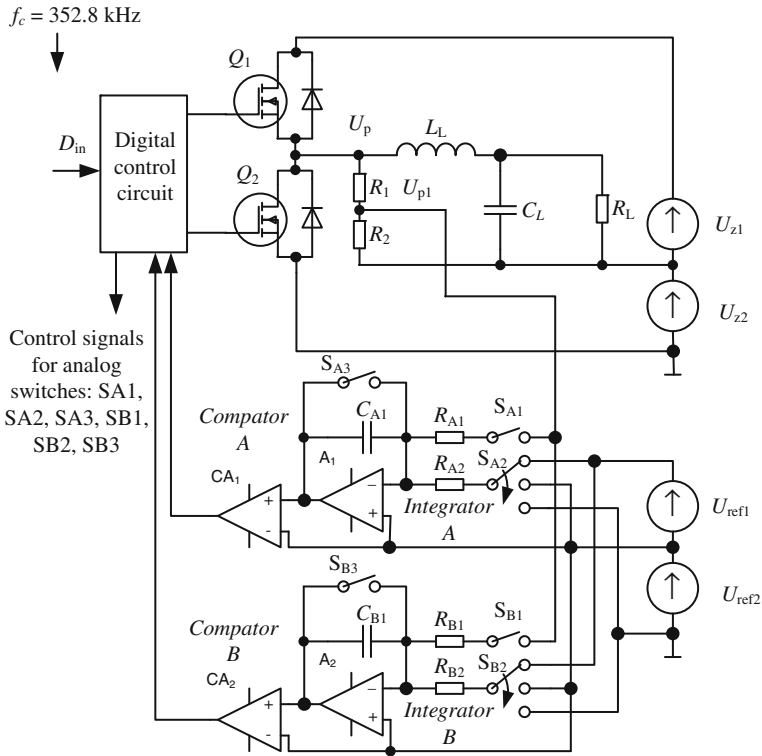 f_c = 352.8 kHz
Q_1
D_in
Digital
control
circuit
U_p
L_L
Q_2
R_1
U_p1
R_2
C_L
R_L
U_z1
U_z2
Control signals
for analog
switches: SA1,
SA2, SA3, SB1,
SB2, SB3
S_A3
C_A1
Compator
A
R_A1
S_A1
A_1
R_A2
S_A2
CA_1
+
-
−
+
Integrator
A
U_ref1
U_ref2
S_B3
C_B1
Compator
B
R_B1
S_B1
A_2
R_B2
S_B2
CA_2
+
-
−
+
Integrator
B